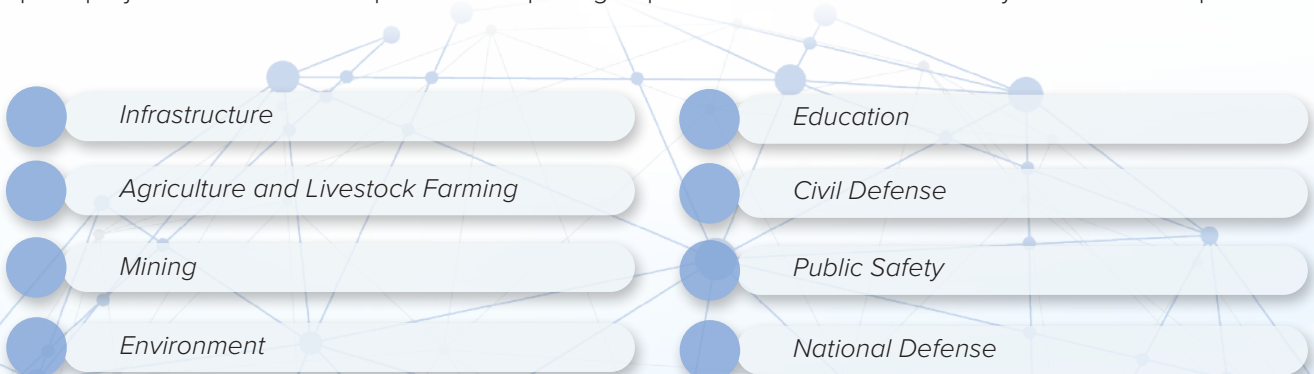 Infrastructure
Agriculture and Livestock Farming
Mining
Environment
Education
Civil Defense
Public Safety
National Defense